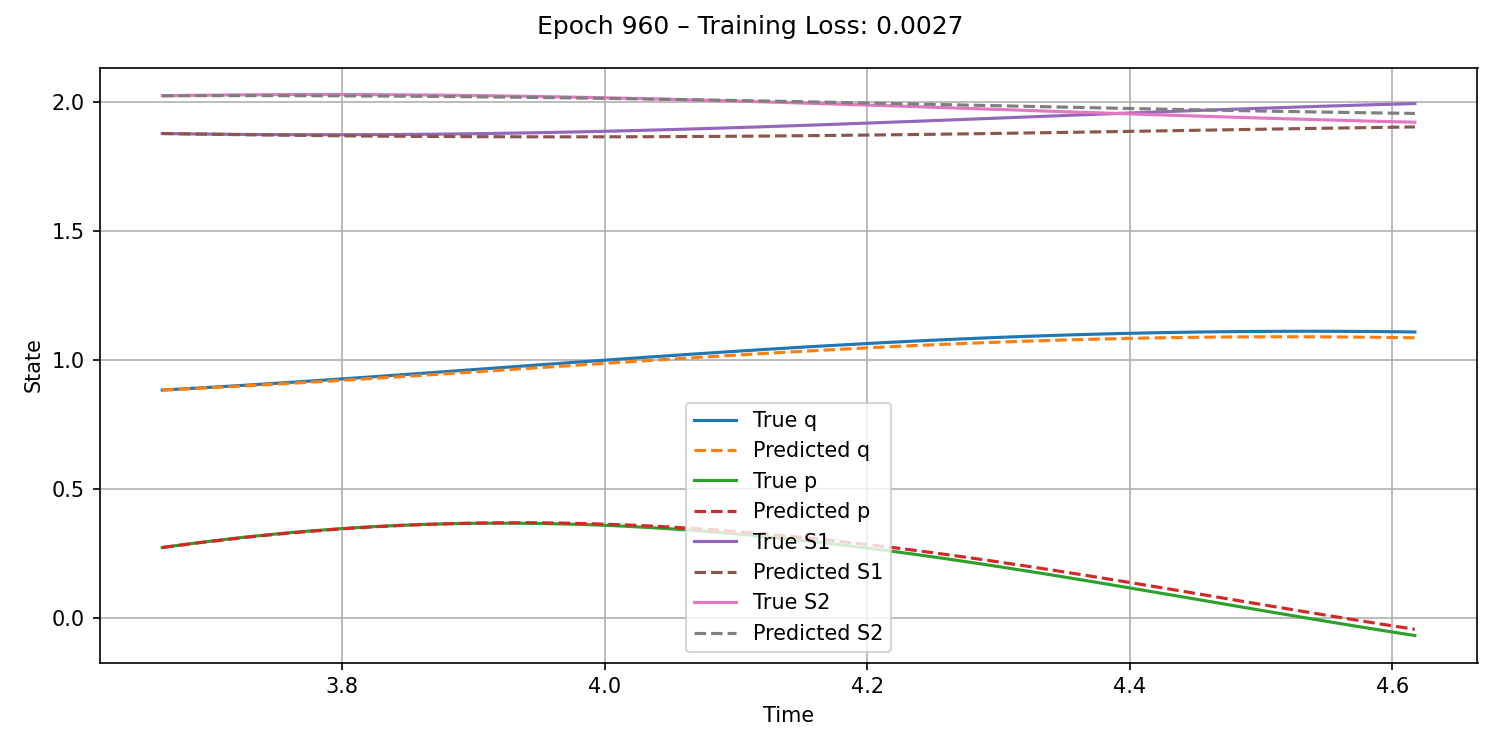 Epoch 960 – Training Loss: 0.0027
2.0
1.5
1.0
0.5
0.0
State
True q
Predicted q
True p
Predicted p
True S1
Predicted S1
True S2
Predicted S2
3.8
4.0
4.2
4.4
4.6
Time